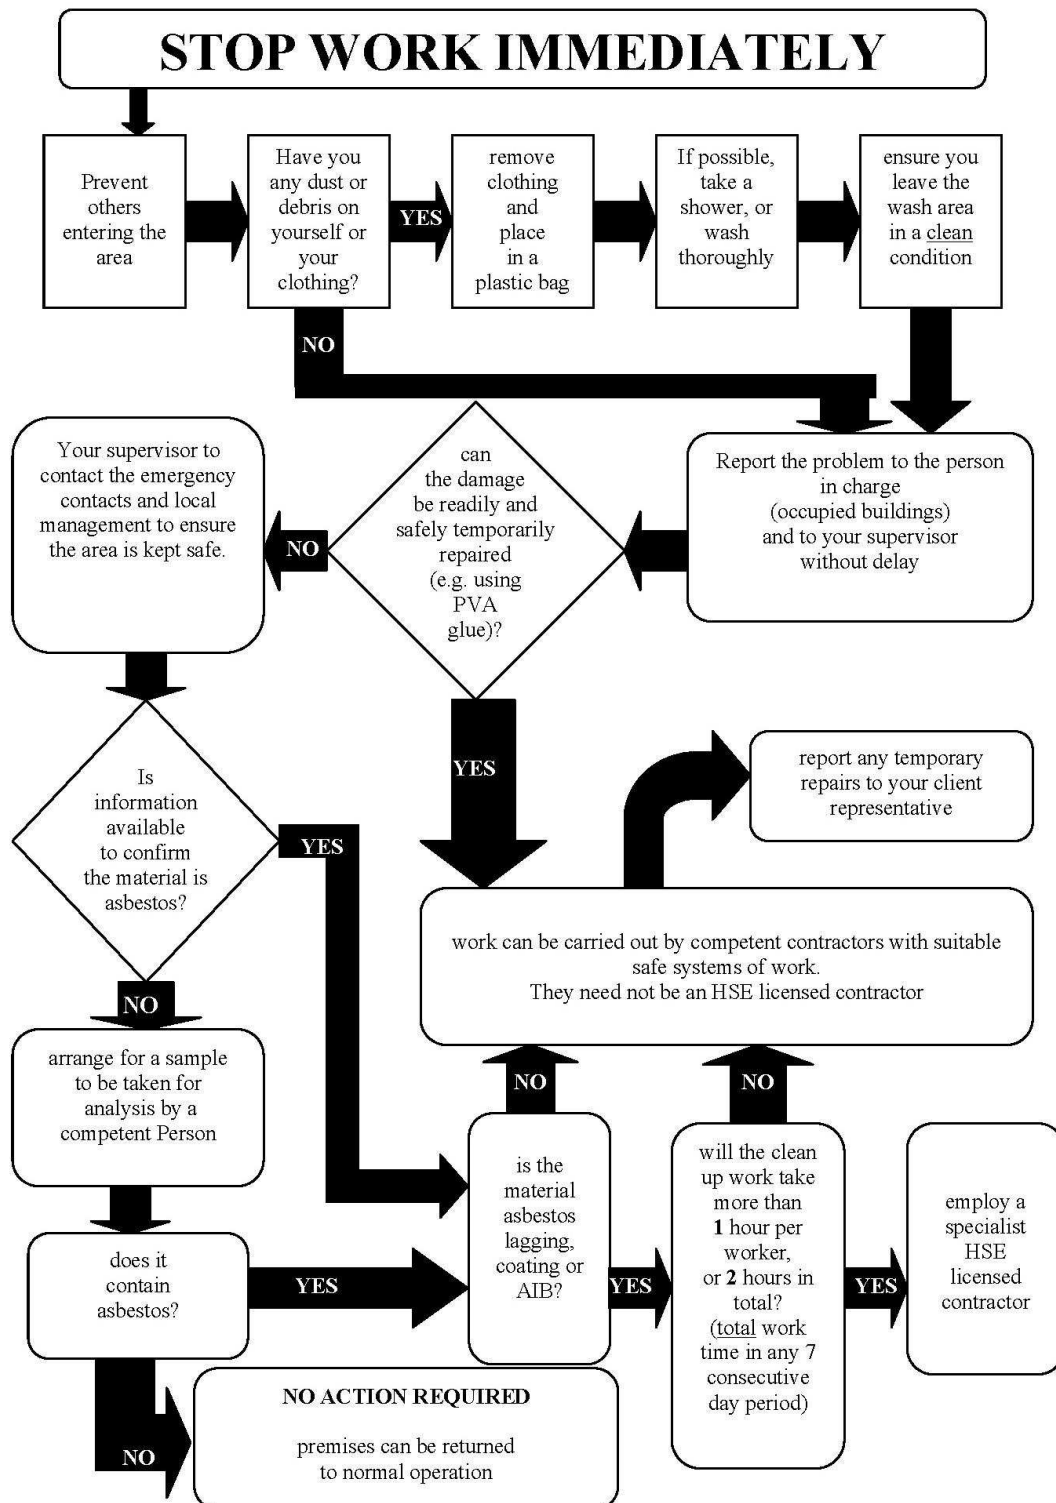 STOP WORK IMMEDIATELY
Prevent
others
entering the
area
Have you
any dust or
debris on
yourself or
your
clothing?
YES
remove
clothing
and
place
in a
plastic bag
If possible,
take a
shower, or
wash
thoroughly
ensure you
leave the
wash area
in a clean
condition
NO
Report the problem to the person
in charge
(occupied buildings)
and to your supervisor
without delay
can
the damage
be readily and
safely temporarily
repaired
(e.g. using
PVA
glue)?
NO
Your supervisor to
contact the emergency
contacts and local
management to ensure
the area is kept safe.
YES
report any temporary
repairs to your client
representative
Is
information
available
to confirm
the material is
asbestos?
YES
work can be carried out by competent contractors with suitable
safe systems of work.
They need not be an HSE licensed contractor
NO
arrange for a sample
to be taken for
analysis by a
competent Person
NO
NO
is the
material
asbestos
lagging,
coating or
AIB?
YES
will the clean
up work take
more than
1 hour per
worker,
or 2 hours in
total?
(total work
time in any 7
consecutive
day period)
YES
employ a
specialist
HSE
licensed
contractor
does it
contain
asbestos?
YES
NO
NO ACTION REQUIRED
premises can be returned
to normal operation